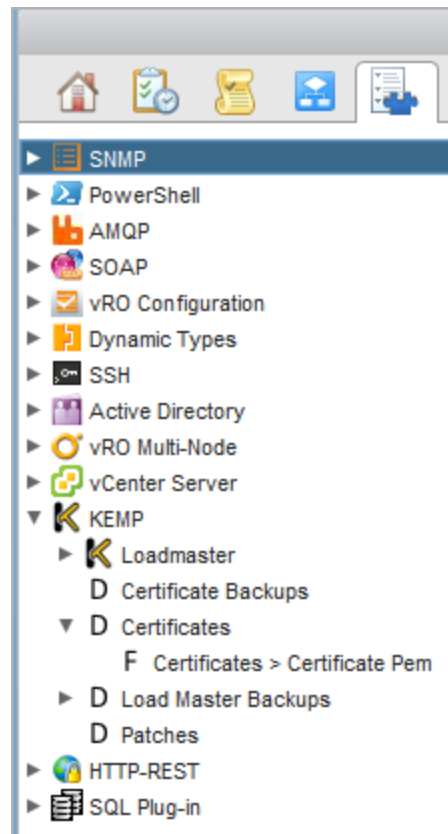 SNMP
PowerShell
AMQP
SOAP
vRO Configuration
Dynamic Types
SSH
Active Directory
vRO Multi-Node
vCenter Server
KEMP
Loadmaster
D Certificate Backups
D Certificates
F Certificates > Certificate Pem
D Load Master Backups
D Patches
HTTP-REST
SQL Plug-in